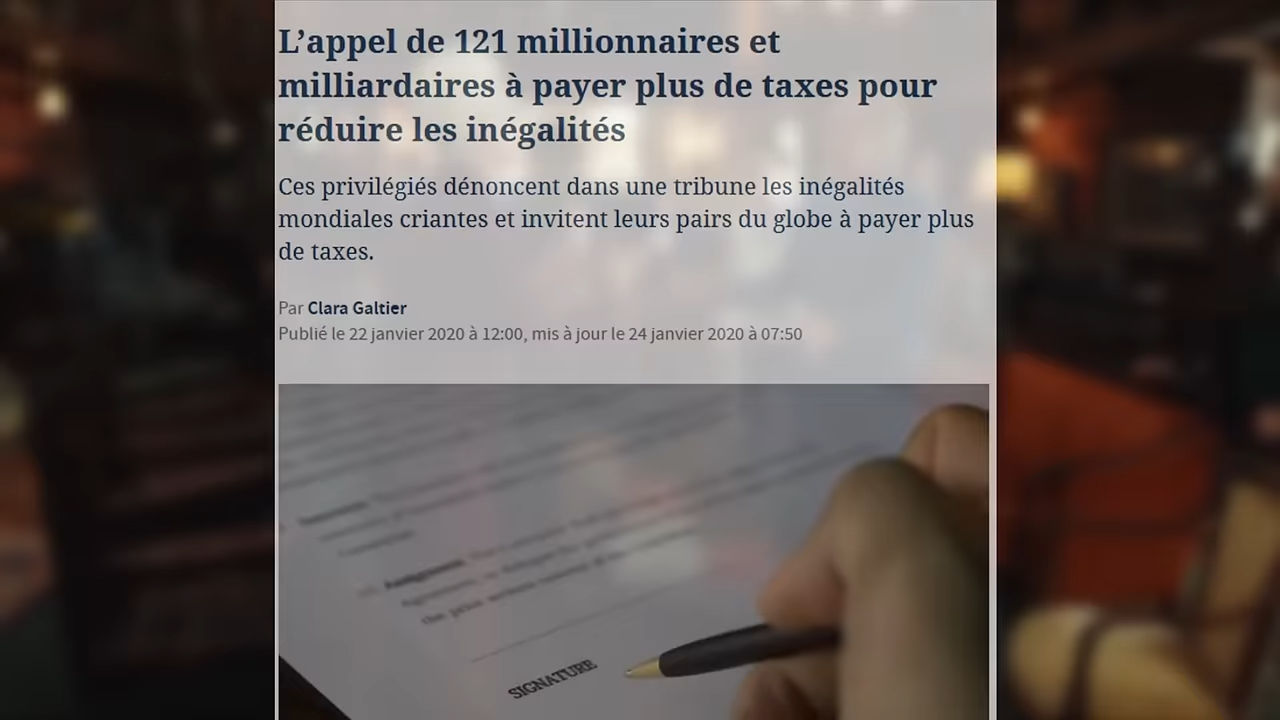 L’appel de 121 millionnaires et
milliardaires à payer plus de taxes pour
réduire les inégalités
Ces privilégiés dénoncent dans une tribune les inégalités
mondiales criantes et invitent leurs pairs du globe à payer plus
de taxes.
Par Clara Galtier
Publié le 22 janvier 2020 à 12:00, mis à jour le 24 janvier 2020 à 07:50
SIGNATURE